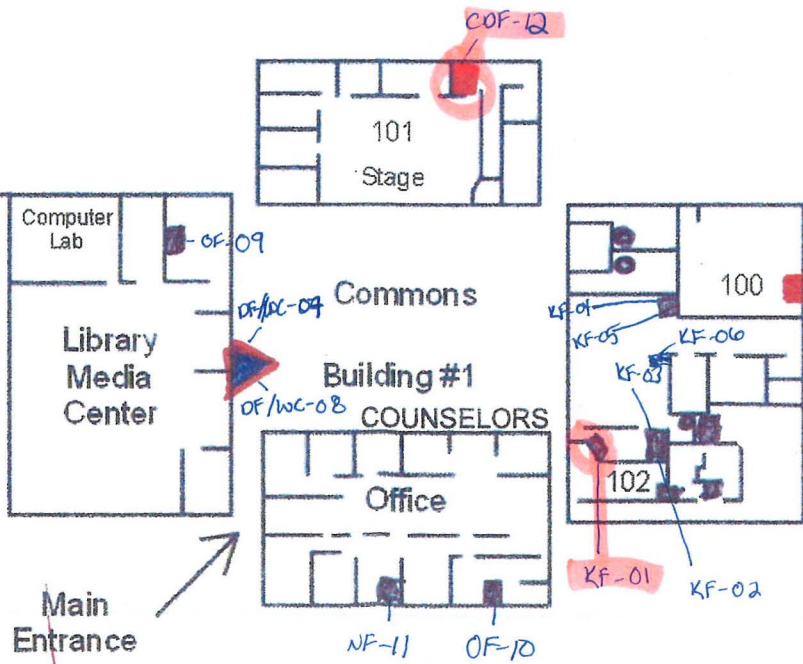 CDF-12
101
Stage
Computer
Lab
OF-09
100
DF/WC-07
Commons
KF-04
KF-05
KF-06
KF-03
Library
Media
Center
Building #1
DF/WC-08
COUNSELORS
Office
102
KF-01
KF-02
Main
Entrance
NF-11
OF-10